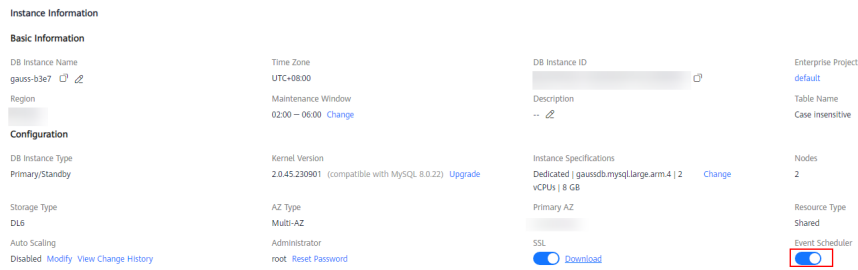 Instance Information
Basic Information
DB Instance Name Time Zone DB Instance ID Enterprise Project
gauss-b3e7 UTC+08:00 default
Region Maintenance Window Description Table Name
02:00 — 06:00 Change -- Case insensitive
Configuration
DB Instance Type Kernel Version Instance Specifications Nodes
Primary/Standby 2.0.45.230901 (compatible with MySQL 8.0.22) Upgrade Dedicated | gaussdb.mysql.large.arm.4 | 2 Change 2
vCPUs | 8 GB
Storage Type AZ Type Primary AZ Resource Type
DL6 Multi-AZ Shared
Auto Scaling Administrator SSL Event Scheduler
Disabled Modify View Change History root Reset Password Download